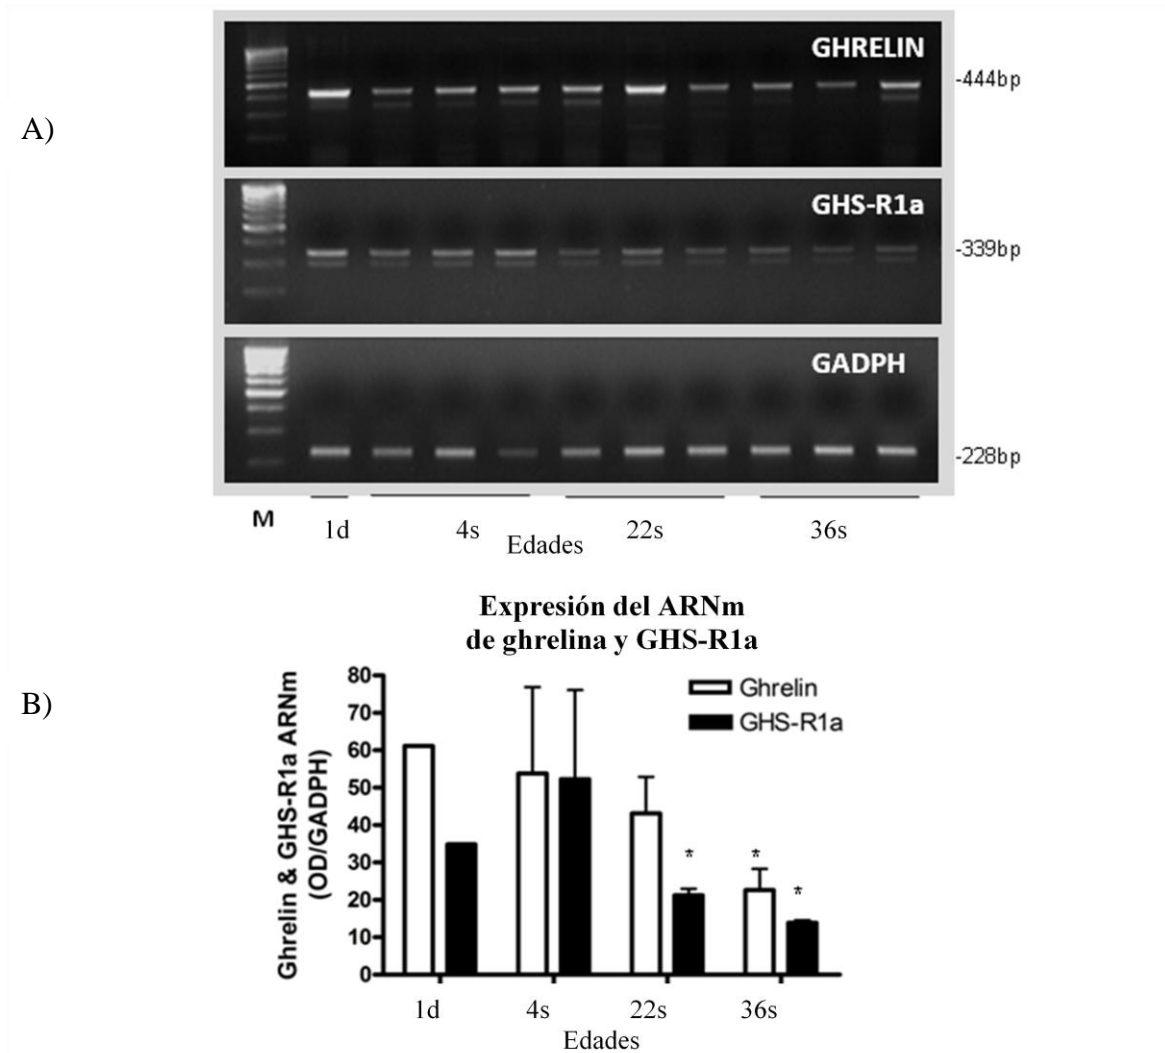 A)
GHRELIN
-444bp
GHS-R1a
-339bp
GADPH
-228bp
M
1d 4s 22s 36s
Edades
B)
Expresión del ARNm
de ghrelina y GHS-R1a
Ghrelin & GHS-R1a ARNm
(OD/GADPH)
80
70
60
50
40
30
20
10
0
Ghrelin
GHS-R1a
* * *
1d 4s 22s 36s
Edades